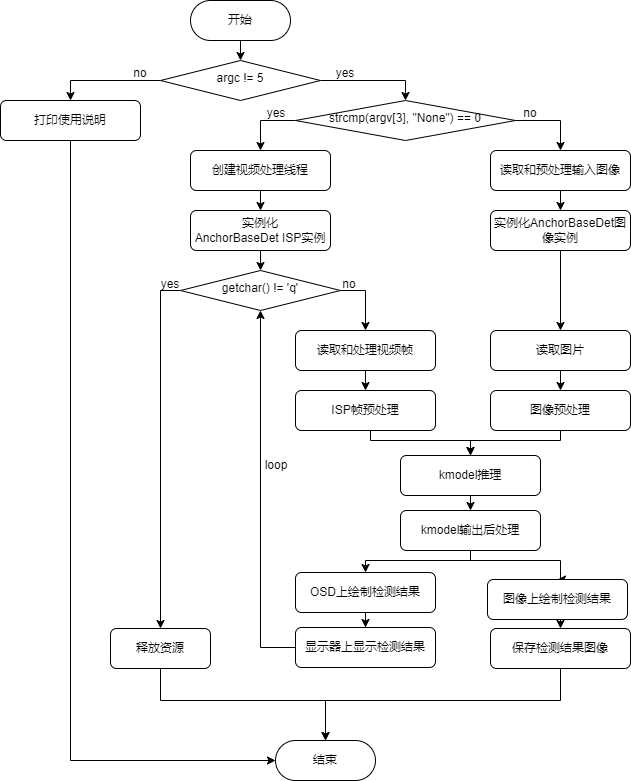 开始
argc != 5
no
yes
打印使用说明
strcmp(argv[3], "None") == 0
yes
no
创建视频处理线程
读取和预处理输入图像
实例化
AnchorBaseDet ISP实例
实例化AnchorBaseDet图
像实例
getchar() != 'q'
yes
no
读取和处理视频帧
读取图片
ISP帧预处理
图像预处理
loop
kmodel推理
kmodel输出后处理
OSD上绘制检测结果
图像上绘制检测结果
释放资源
显示器上显示检测结果
保存检测结果图像
结束